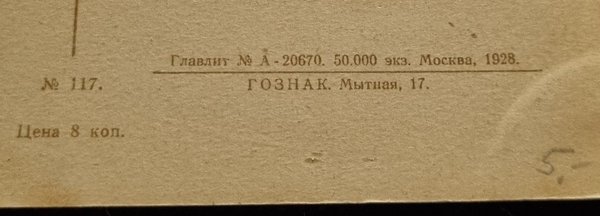 Главлит № А-20670. 50.000 экз. Москва, 1928.
№ 117.
ГОЗНАК. Мытная, 17.
Цена 8 коп.
5,-